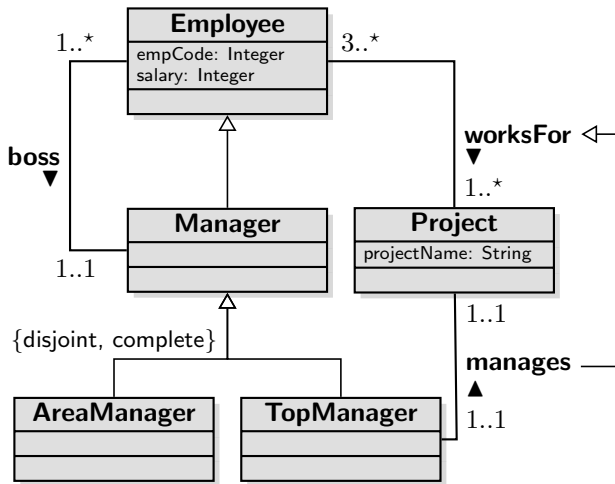 Employee
1..* 3..*
empCode: Integer
salary: Integer
worksFor
boss
▼
▼
1..*
Manager
Project
projectName: String
1..1
1..1
{disjoint, complete}
manages
▲
AreaManager
TopManager
1..1